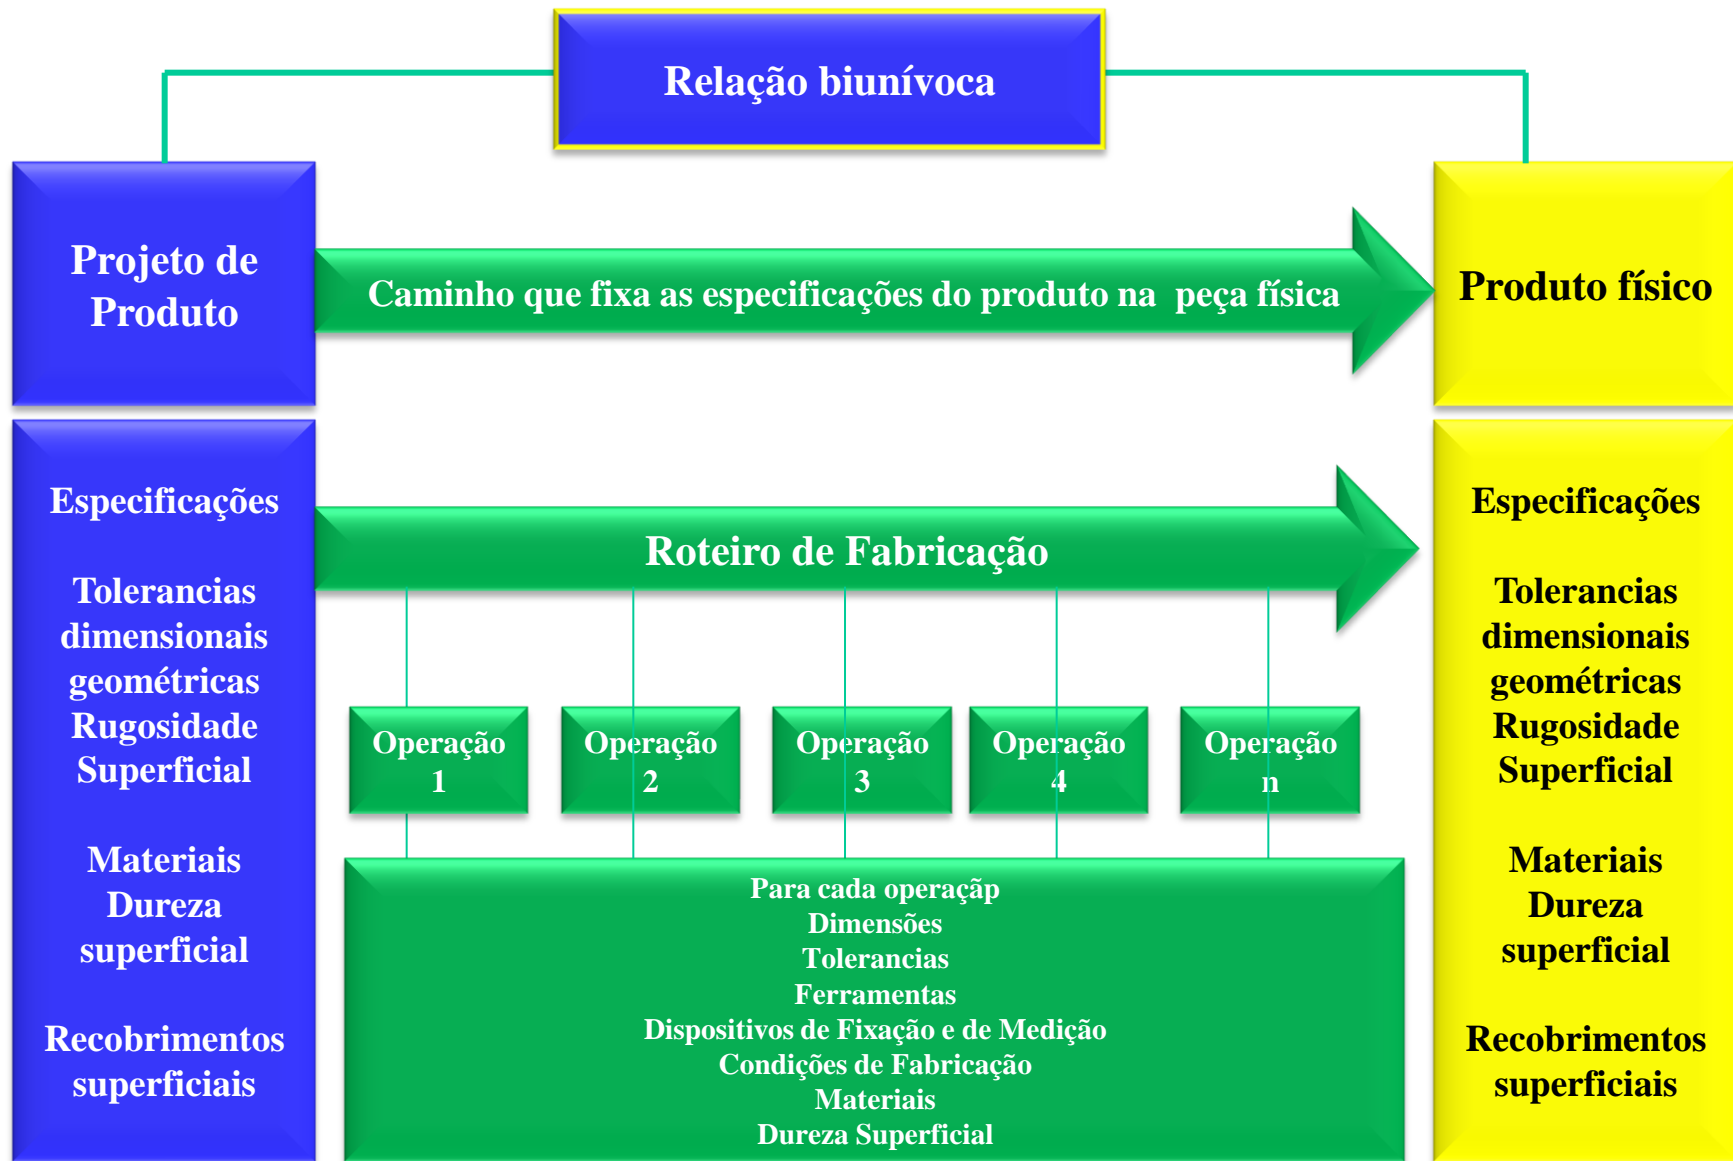 Relação biunívoca
Projeto de
Produto
Caminho que fixa as especificações do produto na peça física
Produto físico
Especificações
Tolerancias
dimensionais
geométricas
Rugosidade
Superficial
Materiais
Dureza
superficial
Recobrimentos
superficiais
Roteiro de Fabricação
Operação
1
Operação
2
Operação
3
Operação
4
Operação
n
Para cada operaçãp
Dimensões
Tolerancias
Ferramentas
Dispositivos de Fixação e de Medição
Condições de Fabricação
Materiais
Dureza Superficial
Especificações
Tolerancias
dimensionais
geométricas
Rugosidade
Superficial
Materiais
Dureza
superficial
Recobrimentos
superficiais